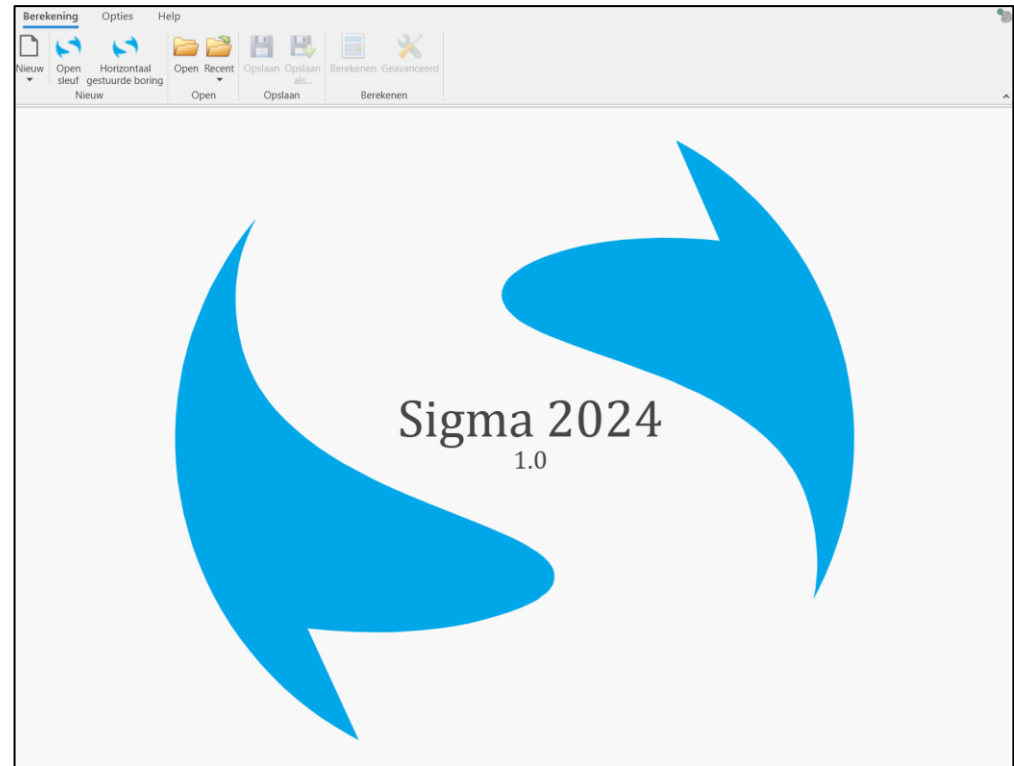 Berekening Opties Help
Nieuw Open sleuf Horizontaal gestuurde boring Open Recent Opslaan Opslaan als... Berekenen Geavanceerd
Nieuw Open Opslaan Berekenen
Sigma 2024
1.0